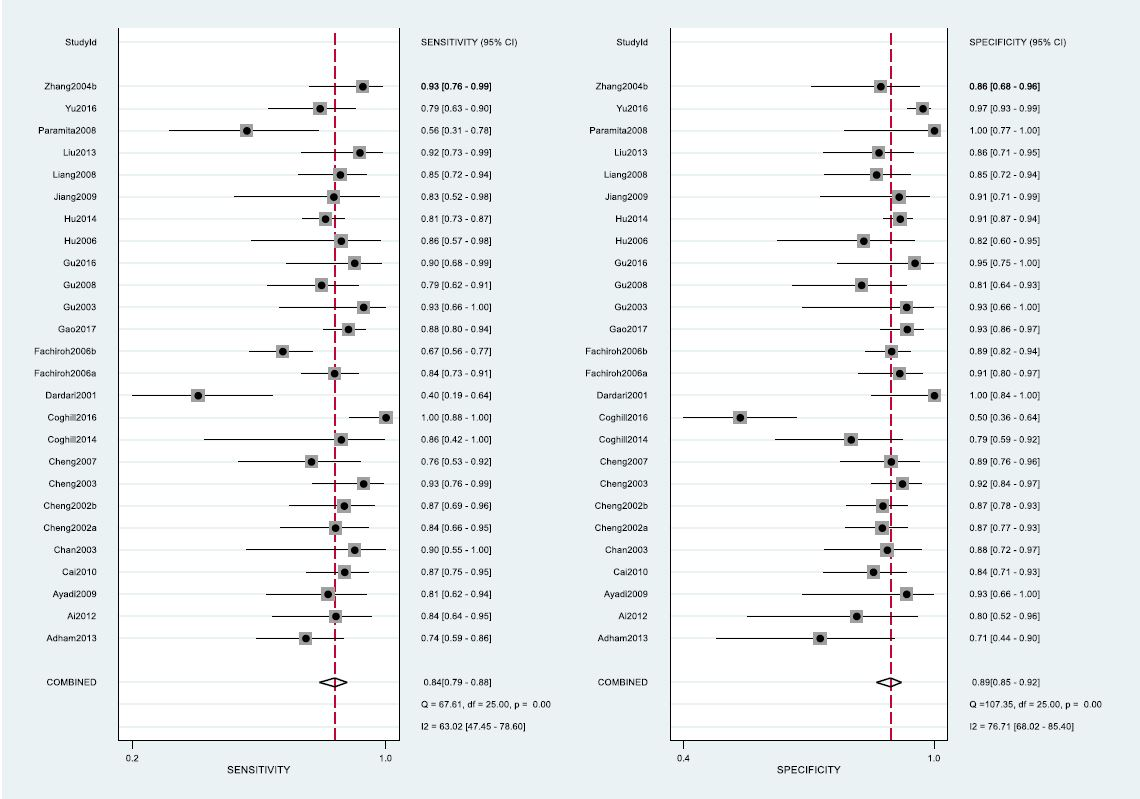 StudyId SENSITIVITY (95% CI) StudyId SPECIFICITY (95% CI)
Zhang2004b 0.93 [0.76 - 0.99] Zhang2004b 0.86 [0.68 - 0.96]
Yu2016 0.79 [0.63 - 0.90] Yu2016 0.97 [0.93 - 0.99]
Paramita2008 0.56 [0.31 - 0.78] Paramita2008 1.00 [0.77 - 1.00]
Liu2013 0.92 [0.73 - 0.99] Liu2013 0.86 [0.71 - 0.95]
Liang2008 0.85 [0.72 - 0.94] Liang2008 0.85 [0.72 - 0.94]
Jiang2009 0.83 [0.52 - 0.98] Jiang2009 0.91 [0.71 - 0.99]
Hu2014 0.81 [0.73 - 0.87] Hu2014 0.91 [0.87 - 0.94]
Hu2006 0.86 [0.57 - 0.98] Hu2006 0.82 [0.60 - 0.95]
Gu2016 0.90 [0.68 - 0.99] Gu2016 0.95 [0.75 - 1.00]
Gu2008 0.79 [0.62 - 0.91] Gu2008 0.81 [0.64 - 0.93]
Gu2003 0.93 [0.66 - 1.00] Gu2003 0.93 [0.66 - 1.00]
Gao2017 0.88 [0.80 - 0.94] Gao2017 0.93 [0.86 - 0.97]
Fachiroh2006b 0.67 [0.56 - 0.77] Fachiroh2006b 0.89 [0.82 - 0.94]
Fachiroh2006a 0.84 [0.73 - 0.91] Fachiroh2006a 0.91 [0.80 - 0.97]
Dardari2001 0.40 [0.19 - 0.64] Dardari2001 1.00 [0.84 - 1.00]
Coghill2016 1.00 [0.88 - 1.00] Coghill2016 0.50 [0.36 - 0.64]
Coghill2014 0.86 [0.42 - 1.00] Coghill2014 0.79 [0.59 - 0.92]
Cheng2007 0.76 [0.53 - 0.92] Cheng2007 0.89 [0.76 - 0.96]
Cheng2003 0.93 [0.76 - 0.99] Cheng2003 0.92 [0.84 - 0.97]
Cheng2002b 0.87 [0.69 - 0.96] Cheng2002b 0.87 [0.78 - 0.93]
Cheng2002a 0.84 [0.66 - 0.95] Cheng2002a 0.87 [0.77 - 0.93]
Chan2003 0.90 [0.55 - 1.00] Chan2003 0.88 [0.72 - 0.97]
Cai2010 0.87 [0.75 - 0.95] Cai2010 0.84 [0.71 - 0.93]
Ayadi2009 0.81 [0.62 - 0.94] Ayadi2009 0.93 [0.66 - 1.00]
Ai2012 0.84 [0.64 - 0.95] Ai2012 0.80 [0.52 - 0.96]
Adham2013 0.74 [0.59 - 0.86] Adham2013 0.71 [0.44 - 0.90]
COMBINED 0.84[0.79 - 0.88] COMBINED 0.89[0.85 - 0.92]
Q = 67.61, df = 25.00, p = 0.00 Q =107.35, df = 25.00, p = 0.00
I2 = 63.02 [47.45 - 78.60] I2 = 76.71 [68.02 - 85.40]
0.2 1.0 0.4 1.0
SENSITIVITY SPECIFICITY